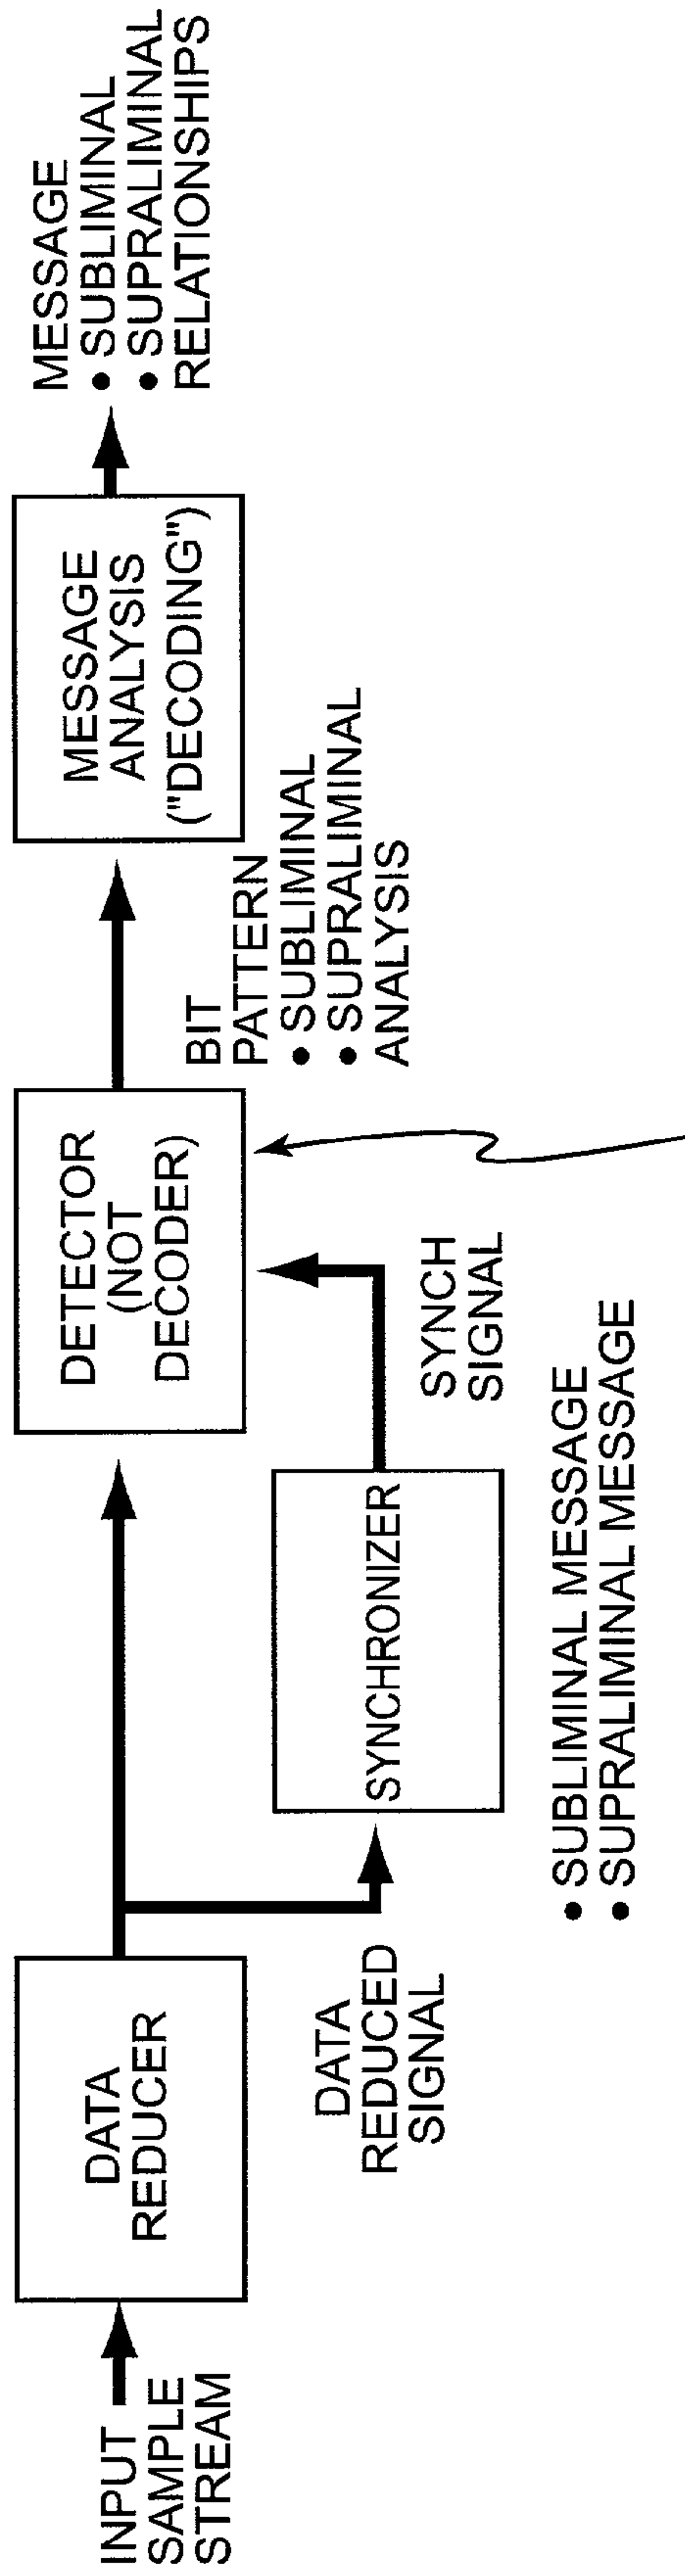 INPUT
SAMPLE
STREAM
DATA
REDUCER
DATA
REDUCED
SIGNAL
SYNCHRONIZER
• SUBLIMINAL MESSAGE
• SUPRALIMINAL MESSAGE
SYNCH
SIGNAL
DETECTOR
(NOT
DECODER)
BIT
PATTERN
• SUBLIMINAL
• SUPRALIMINAL
ANALYSIS
MESSAGE
ANALYSIS
("DECODING")
MESSAGE
• SUBLIMINAL
• SUPRALIMINAL
RELATIONSHIPS